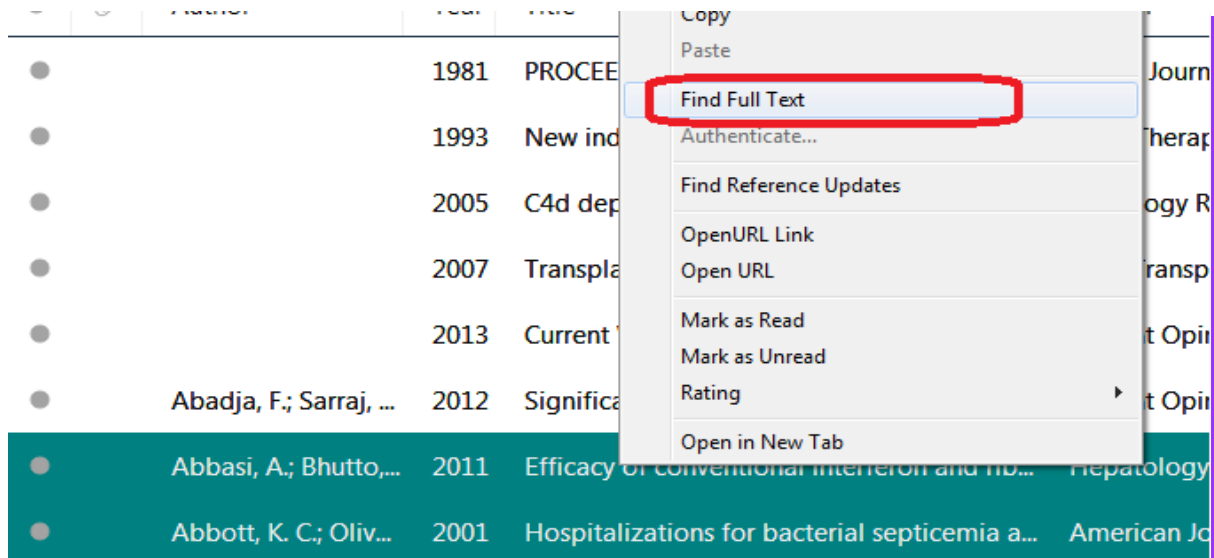 Author Year Title Copy
Paste
1981 PROCEE Journ
Find Full Text
1993 New ind Authenticate... Therap
Find Reference Updates
2005 C4d dep ogy R
OpenURL Link
2007 Transpla Open URL Transp
Mark as Read
2013 Current t Opin
Mark as Unread
Rating
Abadja, F.; Sarraj, ... 2012 Significa t Opin
Open in New Tab
Abbasi, A.; Bhutto,... 2011 Efficacy of conventional interferon and rib... Hepatology
Abbott, K. C.; Oliv... 2001 Hospitalizations for bacterial septicemia a... American Jo